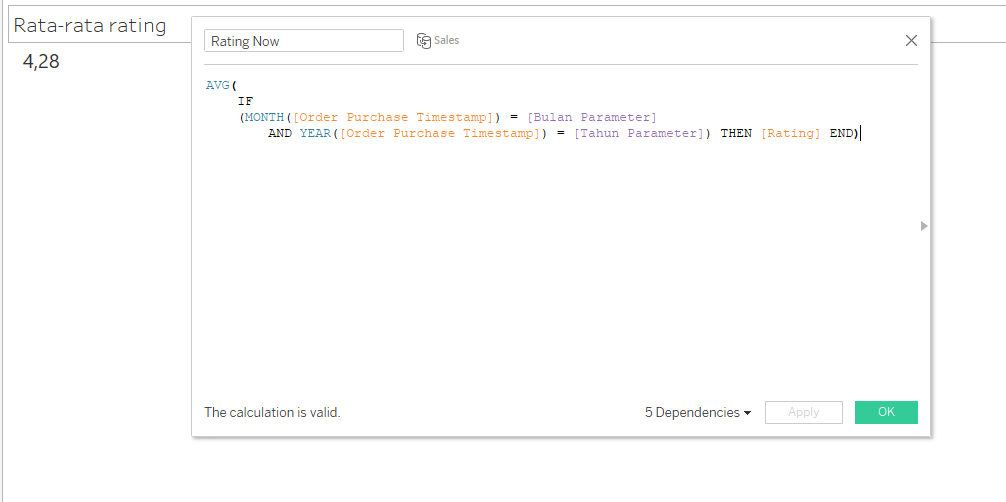 Rata-rata rating
4,28
Rating Now
Sales
AVG(
IF
(MONTH([Order Purchase Timestamp]) = [Bulan Parameter]
AND YEAR([Order Purchase Timestamp]) = [Tahun Parameter]) THEN [Rating] END)
The calculation is valid.
5 Dependencies
Apply
OK